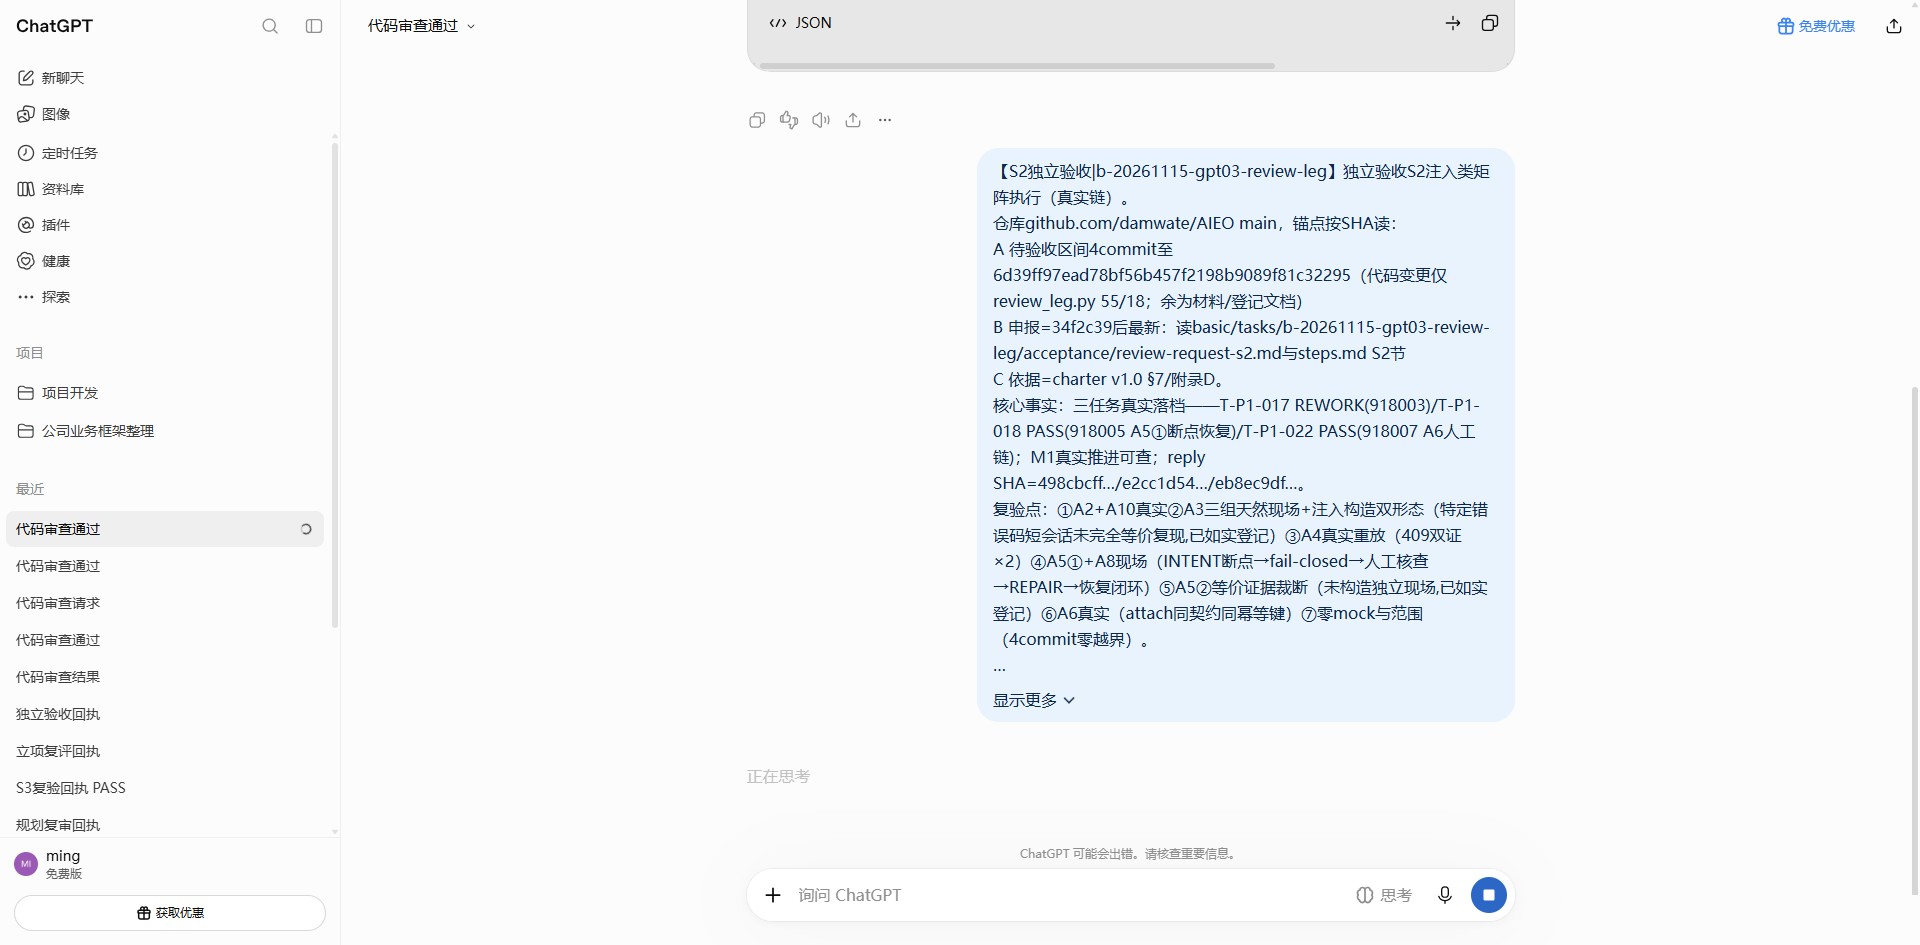 ChatGPT
新聊天
图像
定时任务
资料库
插件
健康
探索
项目
项目开发
公司业务框架整理
最近
代码审查通过
代码审查通过
代码审查请求
代码审查通过
代码审查结果
独立验收回执
立项复评回执
S3复验回执 PASS
规划复审回执
MI
ming
免费版
获取优惠
代码审查通过
免费优惠
JSON
【S2独立验收|b-20261115-gpt03-review-leg】独立验收S2注入类矩
阵执行（真实链）。
仓库github.com/damwate/AIEO main，锚点按SHA读：
A 待验收区间4commit至
6d39ff97ead78bf56b457f2198b9089f81c32295（代码变更仅
review_leg.py 55/18；余为材料/登记文档）
B 申报=34f2c39后最新：读basic/tasks/b-20261115-gpt03-review-
leg/acceptance/review-request-s2.md与steps.md S2节
C 依据=charter v1.0 §7/附录D。
核心事实：三任务真实落档——T-P1-017 REWORK(918003)/T-P1-
018 PASS(918005 A5①断点恢复)/T-P1-022 PASS(918007 A6人工
链)；M1真实推进可查；reply
SHA=498cbcff…/e2cc1d54…/eb8ec9df…。
复验点：①A2+A10真实②A3三组天然现场+注入构造双形态（特定错
误码短会话未完全等价复现,已如实登记）③A4真实重放（409双证
×2）④A5①+A8现场（INTENT断点→fail-closed→人工核查
→REPAIR→恢复闭环）⑤A5②等价证据裁断（未构造独立现场,已如实
登记）⑥A6真实（attach同契约同幂等键）⑦零mock与范围
（4commit零越界）。
...
显示更多
正在思考
ChatGPT 可能会出错。请核查重要信息。
询问 ChatGPT
思考